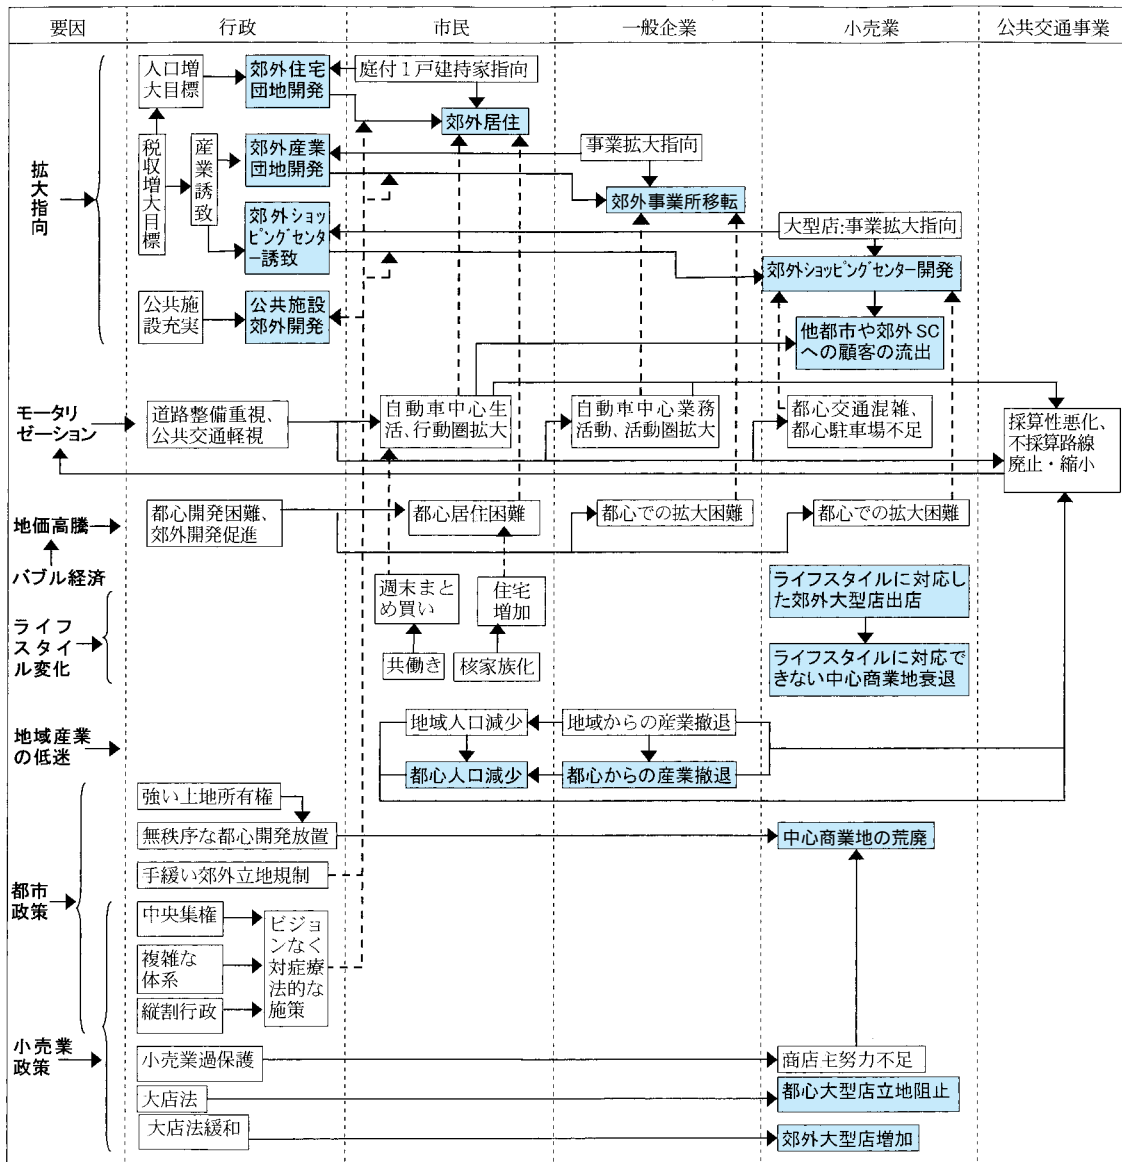 要因
行政
市民
一般企業
小売業
公共交通事業
拡大指向
人口増
大目標
郊外住宅
団地開発
庭付1戸建持家指向
郊外居住
税収増大目標
産業誘致
郊外産業
団地開発
事業拡大指向
郊外事業所移転
郊外ショッ
ピングセンタ
ー誘致
大型店:事業拡大指向
郊外ショッピングセンター開発
公共施
設充実
公共施設
郊外開発
他都市や郊外SC
への顧客の流出
モータリ
ゼーション
道路整備重視、
公共交通軽視
自動車中心生
活、行動圏拡大
自動車中心業務
活動、活動圏拡大
都心交通混雑、
都心駐車場不足
採算性悪化、
不採算路線
廃止・縮小
地価高騰
都心開発困難、
郊外開発促進
都心居住困難
都心での拡大困難
都心での拡大困難
バブル経済
ライフ
スタイ
ル変化
週末まと
め買い
住宅
増加
共働き
核家族化
ライフスタイルに対応し
た郊外大型店出店
ライフスタイルに対応で
きない中心商業地衰退
地域産業
の低迷
地域人口減少
地域からの産業撤退
都心人口減少
都心からの産業撤退
都市
政策
強い土地所有権
無秩序な都心開発放置
中心商業地の荒廃
手緩い郊外立地規制
中央集権
複雑な
体系
縦割行政
ビジョ
ンなく
対症療
法的な
施策
小売業
政策
小売業過保護
商店主努力不足
大店法
都心大型店立地阻止
大店法緩和
郊外大型店増加